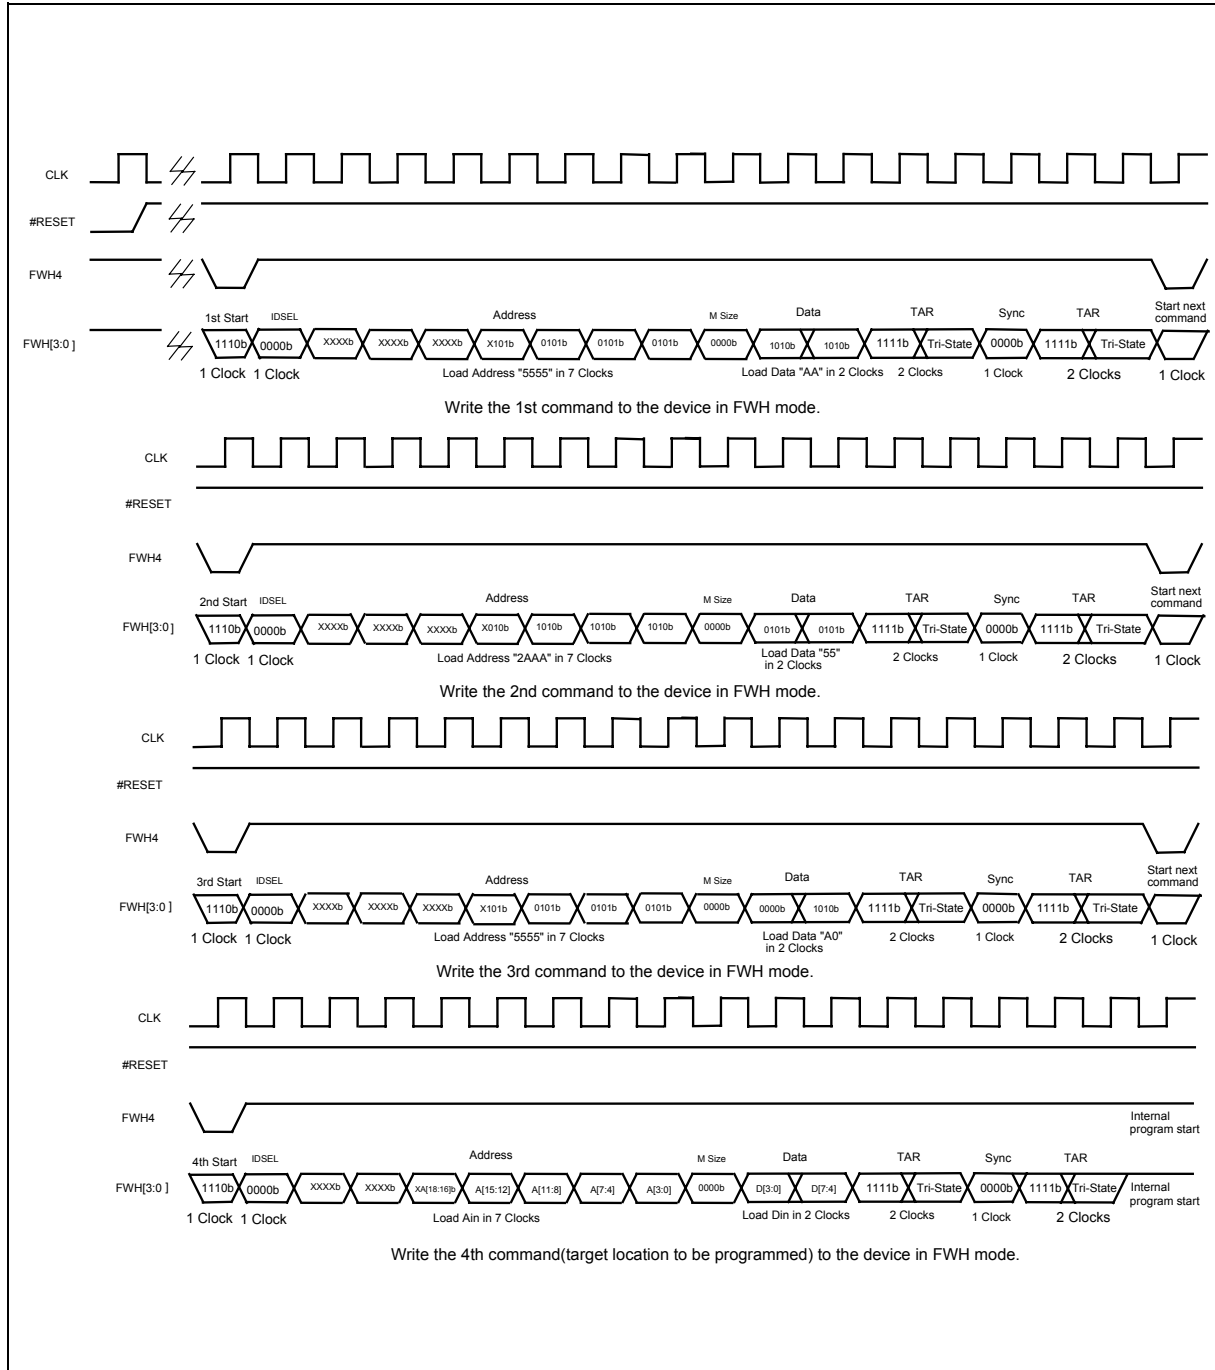 CLK
#RESET
FWH4
1st Start IDSEL Address M Size Data TAR Sync TAR Start next command
FWH[3:0 ] 1110b 0000b XXXXb XXXXb XXXXb X101b 0101b 0101b 0101b 0000b 1010b 1010b 1111b Tri-State 0000b 1111b Tri-State
1 Clock 1 Clock Load Address "5555" in 7 Clocks Load Data "AA" in 2 Clocks 2 Clocks 1 Clock 2 Clocks 1 Clock
Write the 1st command to the device in FWH mode.
CLK
#RESET
FWH4
2nd Start IDSEL Address M Size Data TAR Sync TAR Start next command
FWH[3:0 ] 1110b 0000b XXXXb XXXXb XXXXb X010b 1010b 1010b 1010b 0000b 0101b 0101b 1111b Tri-State 0000b 1111b Tri-State
1 Clock 1 Clock Load Address "2AAA" in 7 Clocks Load Data "55" in 2 Clocks 2 Clocks 1 Clock 2 Clocks 1 Clock
Write the 2nd command to the device in FWH mode.
CLK
#RESET
FWH4
3rd Start IDSEL Address M Size Data TAR Sync TAR Start next command
FWH[3:0 ] 1110b 0000b XXXXb XXXXb XXXXb X101b 0101b 0101b 0101b 0000b 0000b 1010b 1111b Tri-State 0000b 1111b Tri-State
1 Clock 1 Clock Load Address "5555" in 7 Clocks Load Data "A0" in 2 Clocks 2 Clocks 1 Clock 2 Clocks 1 Clock
Write the 3rd command to the device in FWH mode.
CLK
#RESET
FWH4 Internal program start
4th Start IDSEL Address M Size Data TAR Sync TAR
FWH[3:0 ] 1110b 0000b XXXXb XXXXb XA[18:16]b A[15:12] A[11:8] A[7:4] A[3:0] 0000b D[3:0] D[7:4] 1111b Tri-State 0000b 1111b Tri-State Internal program start
1 Clock 1 Clock Load Ain in 7 Clocks Load Din in 2 Clocks 2 Clocks 1 Clock 2 Clocks
Write the 4th command(target location to be programmed) to the device in FWH mode.